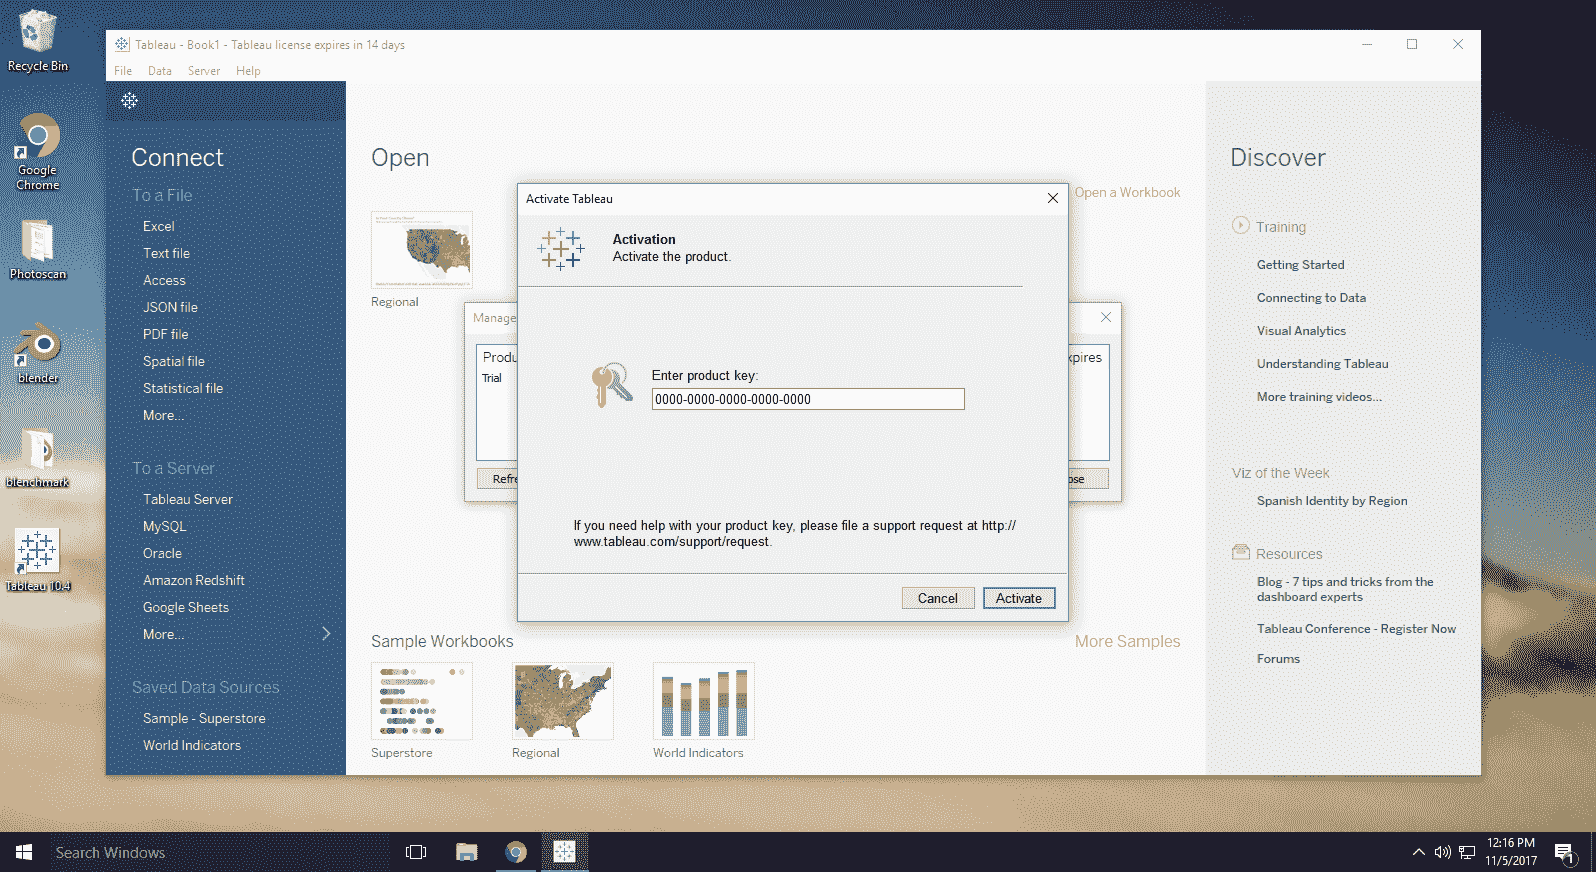 Recycle Bin
Google
Chrome
Photoscan
blender
blenchmark
Tableau 10.4
Tableau - Book1 - Tableau license expires in 14 days
File Data Server Help
Connect
To a File
Excel
Text file
Access
JSON file
PDF file
Spatial file
Statistical file
More...
To a Server
Tableau Server
MySQL
Oracle
Amazon Redshift
Google Sheets
More...
Saved Data Sources
Sample - Superstore
World Indicators
Open
Open a Workbook
Regional
Manage
Produ
xpires
Trial
Refre
ose
Activate Tableau
Activation
Activate the product.
Enter product key:
0000-0000-0000-0000-0000
If you need help with your product key, please file a support request at http://
www.tableau.com/support/request.
Cancel Activate
Sample Workbooks
More Samples
Superstore
Regional
World Indicators
Discover
Training
Getting Started
Connecting to Data
Visual Analytics
Understanding Tableau
More training videos...
Viz of the Week
Spanish Identity by Region
Resources
Blog - 7 tips and tricks from the
dashboard experts
Tableau Conference - Register Now
Forums
Search Windows
12:16 PM
11/5/2017
1